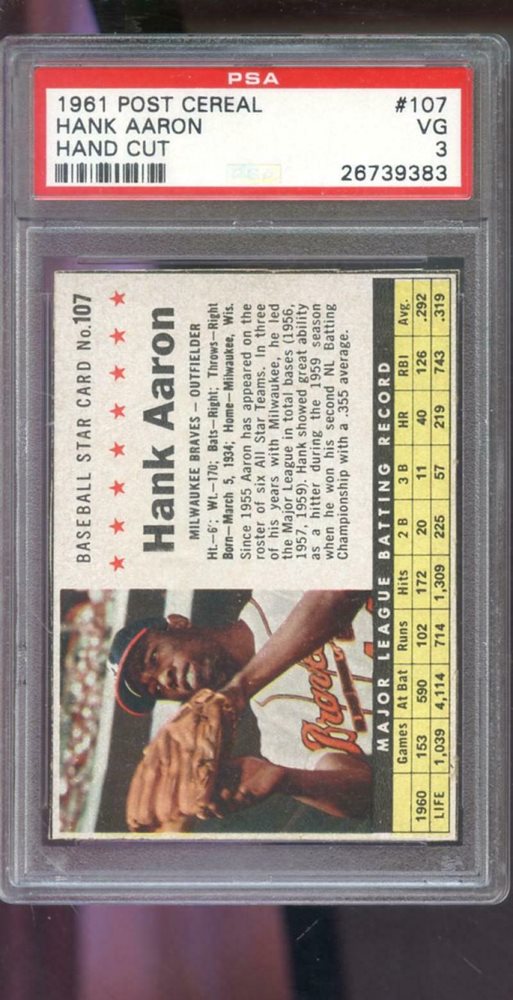 PSA
1961 POST CEREAL #107
HANK AARON VG
HAND CUT 3
26739383
BASEBALL STAR CARD No.107
Hank Aaron
MILWAUKEE BRAVES – OUTFIELDER
Ht.—6'; Wt.—170; Bats—Right; Throws—Right
Born—March 5, 1934; Home—Milwaukee, Wis.
Since 1955 Aaron has appeared on the
roster of six All Star Teams. In three
of his years with Milwaukee, he led
the Major League in total bases (1956,
1957, 1959). Hank showed great ability
as a hitter during the 1959 season
when he won his second NL Batting
Championship with a .355 average.
Braves
MAJOR LEAGUE BATTING RECORD
Games At Bat Runs Hits 2 B 3 B HR RBI Avg.
1960 153 590 102 172 20 11 40 126 .292
LIFE 1,039 4,114 714 1,309 225 57 219 743 .319